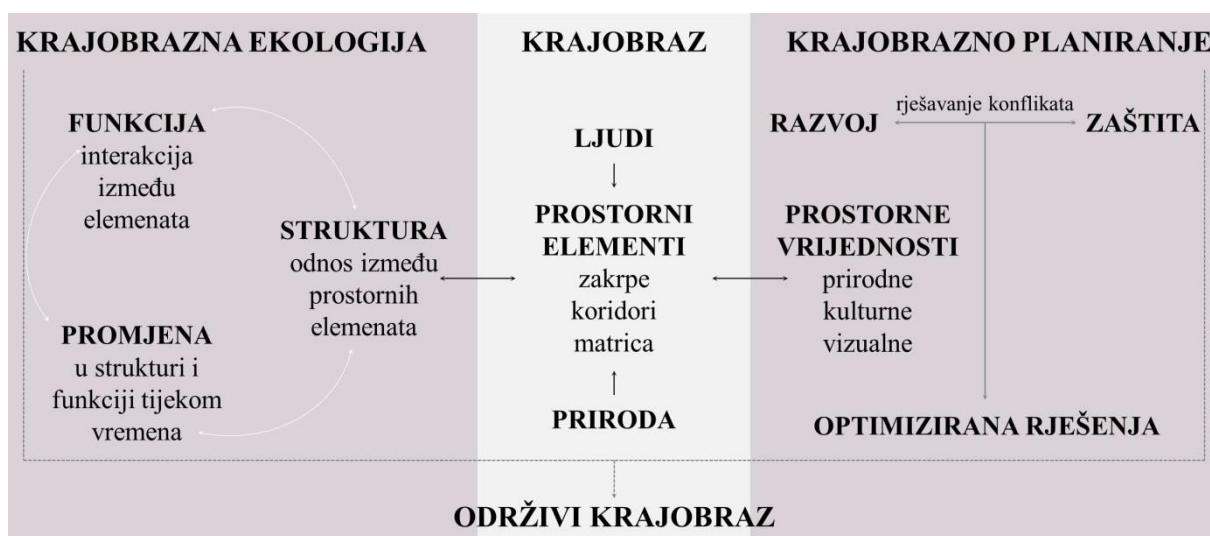 KRAJOBRAZNA EKOLOGIJA
FUNKCIJA
interakcija
između
elemenata
STRUKTURA
odnos između
prostornih
elemenata
PROMJENA
u strukturi i
funkciji tijekom
vremena
KRAJOBRAZ
LJUDI
PROSTORNI
ELEMENTI
zakrpe
koridori
matrica
PRIRODA
KRAJOBRAZNO PLANIRANJE
rješavanje konflikata
RAZVOJ
ZAŠTITA
PROSTORNE
VRIJEDNOSTI
prirodne
kulturne
vizualne
OPTIMIZIRANA RJEŠENJA
ODRŽIVI KRAJOBRAZ